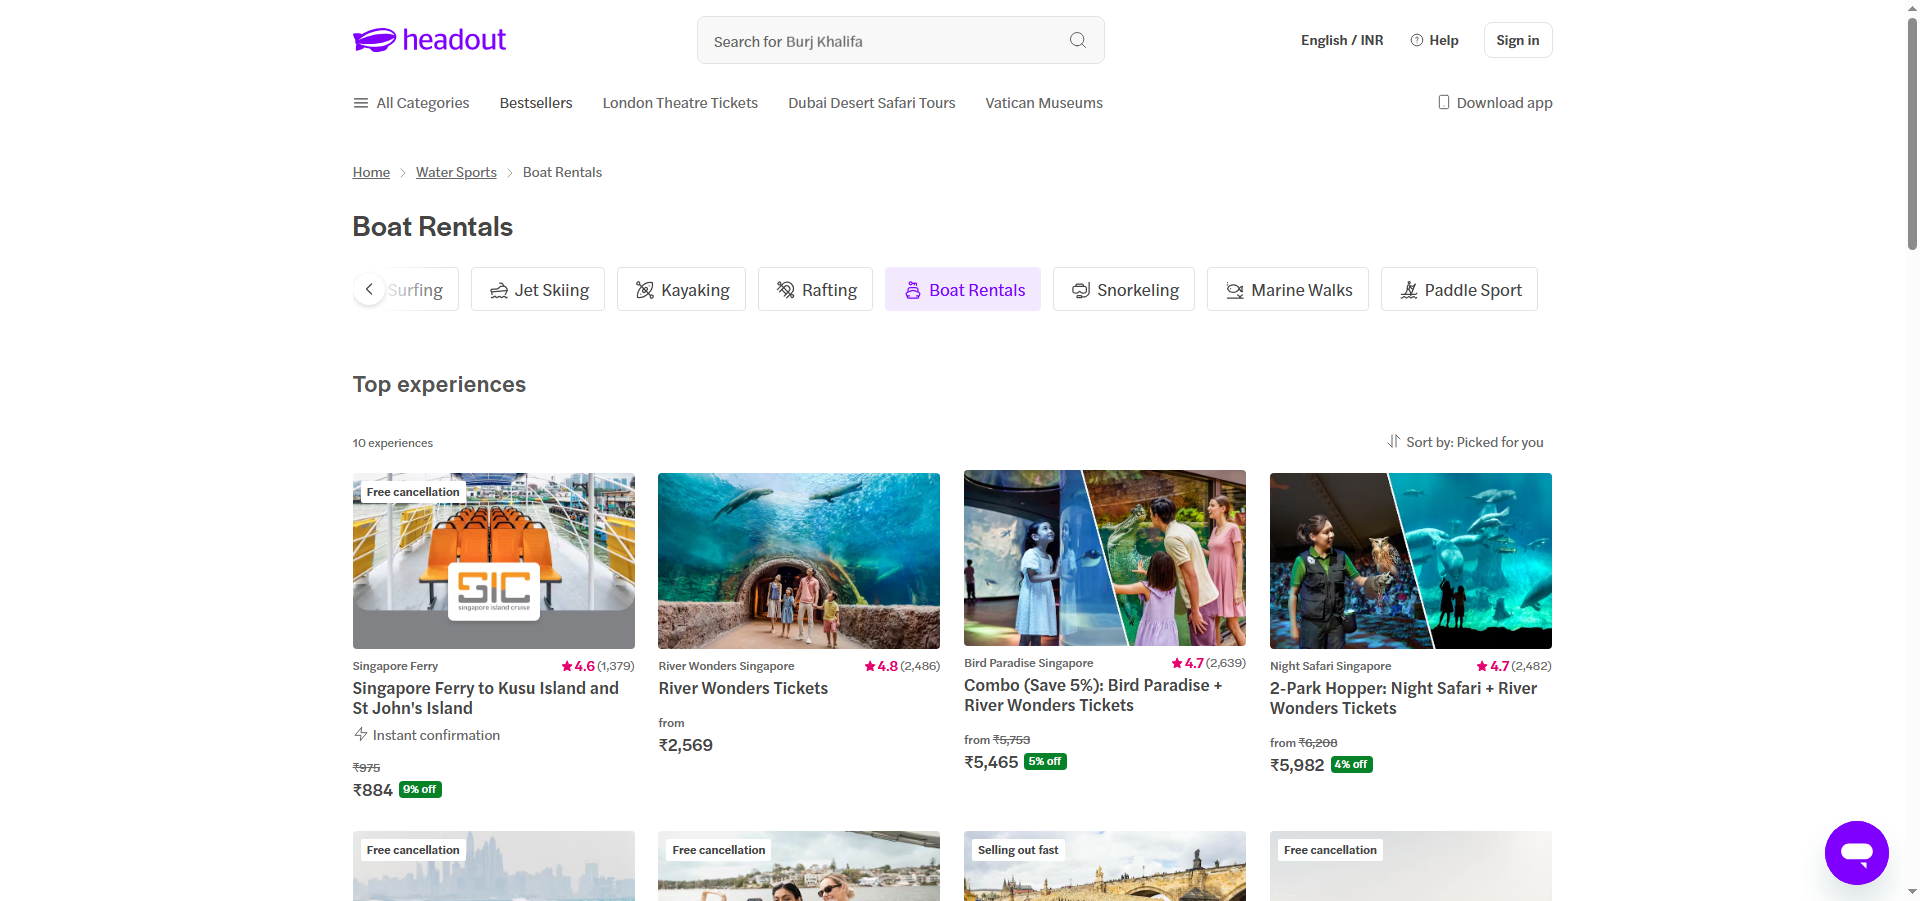 headout
Search for Burj Khalifa
English / INR
Help
Sign in
All Categories
Bestsellers
London Theatre Tickets
Dubai Desert Safari Tours
Vatican Museums
Download app
Home > Water Sports > Boat Rentals
Boat Rentals
Surfing
Jet Skiing
Kayaking
Rafting
Boat Rentals
Snorkeling
Marine Walks
Paddle Sport
Top experiences
10 experiences
Sort by: Picked for you
Free cancellation
SIC
singapore island cruise
Singapore Ferry
4.6 (1,379)
Singapore Ferry to Kusu Island and
St John's Island
Instant confirmation
₹975
₹884 9% off
River Wonders Singapore
4.8 (2,486)
River Wonders Tickets
from
₹2,569
Bird Paradise Singapore
4.7 (2,639)
Combo (Save 5%): Bird Paradise +
River Wonders Tickets
from ₹5,753
₹5,465 5% off
Night Safari Singapore
4.7 (2,482)
2-Park Hopper: Night Safari + River
Wonders Tickets
from ₹6,208
₹5,982 4% off
Free cancellation
Free cancellation
Selling out fast
Free cancellation